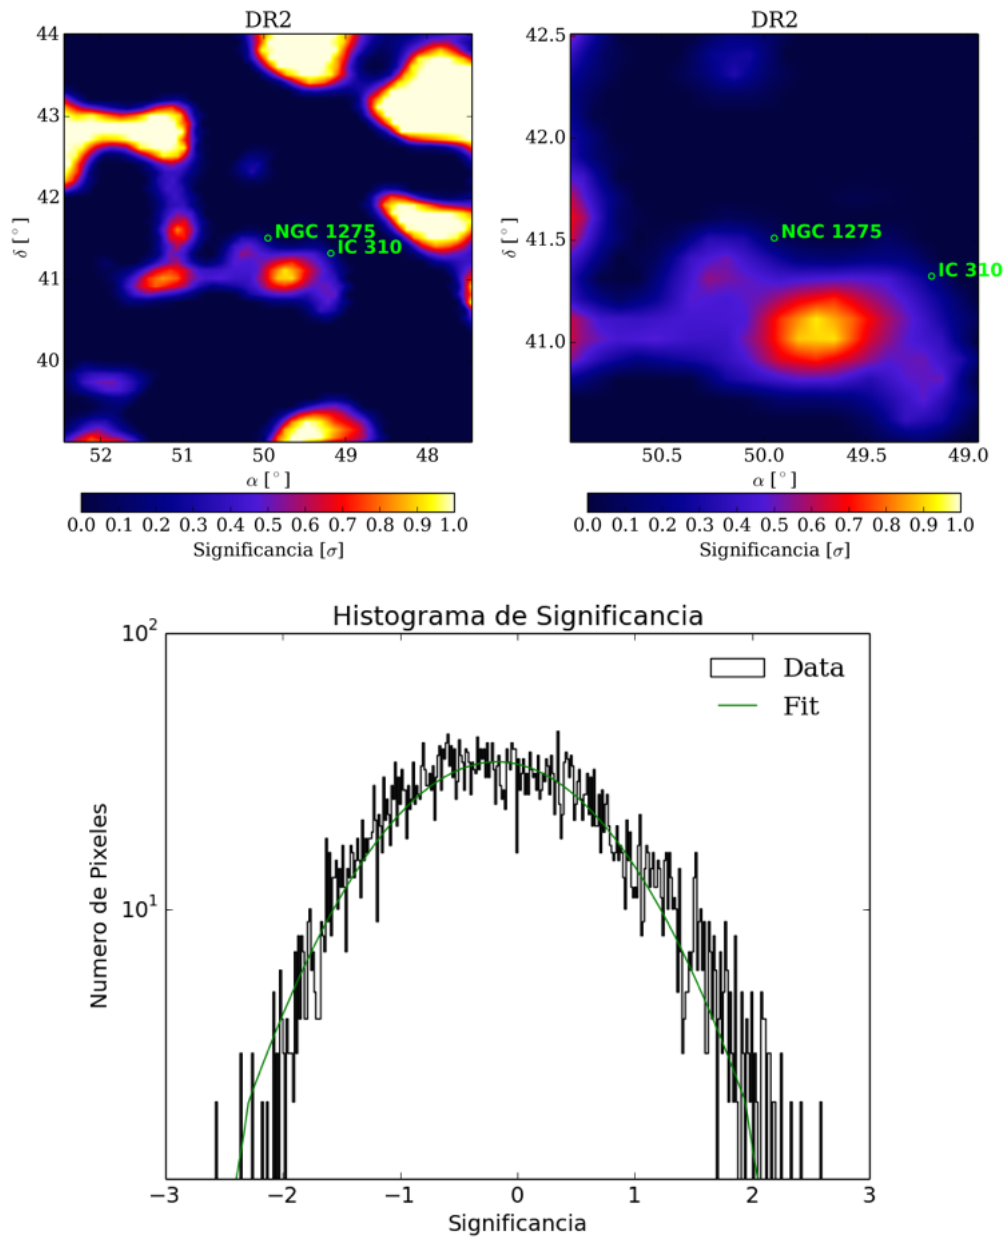 DR2
44
43
42
41
40
δ [°]
NGC 1275
IC 310
52 51 50 49 48
α [°]
0.0 0.1 0.2 0.3 0.4 0.5 0.6 0.7 0.8 0.9 1.0
Significancia [σ]
DR2
42.5
42.0
41.5
41.0
δ [°]
NGC 1275
IC 310
50.5 50.0 49.5 49.0
α [°]
0.0 0.1 0.2 0.3 0.4 0.5 0.6 0.7 0.8 0.9 1.0
Significancia [σ]
Histograma de Significancia
10²
10¹
Numero de Pixeles
Data
Fit
−3 −2 −1 0 1 2 3
Significancia